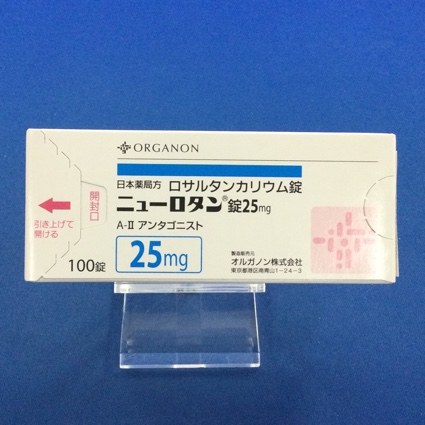 ORGANON
日本薬局方 ロサルタンカリウム錠
ニューロタン®錠25mg
A-II アンタゴニスト
25mg
100錠
開封口
引き上げて
開ける
製造販売元
オルガノン株式会社
東京都港区南青山1-24-3